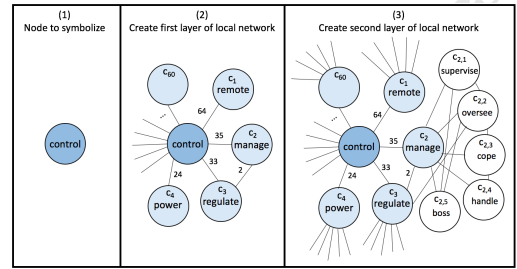 (1)
Node to symbolize
control
(2)
Create first layer of local network
c60
c1
remote
...
64
control
35
c2
manage
33
2
24
c4
power
c3
regulate
(3)
Create second layer of local network
c60
c1
remote
c2,1
supervise
c2,2
oversee
...
64
control
35
c2
manage
c2,3
cope
33
2
24
c4
power
c3
regulate
c2,5
boss
c2,4
handle